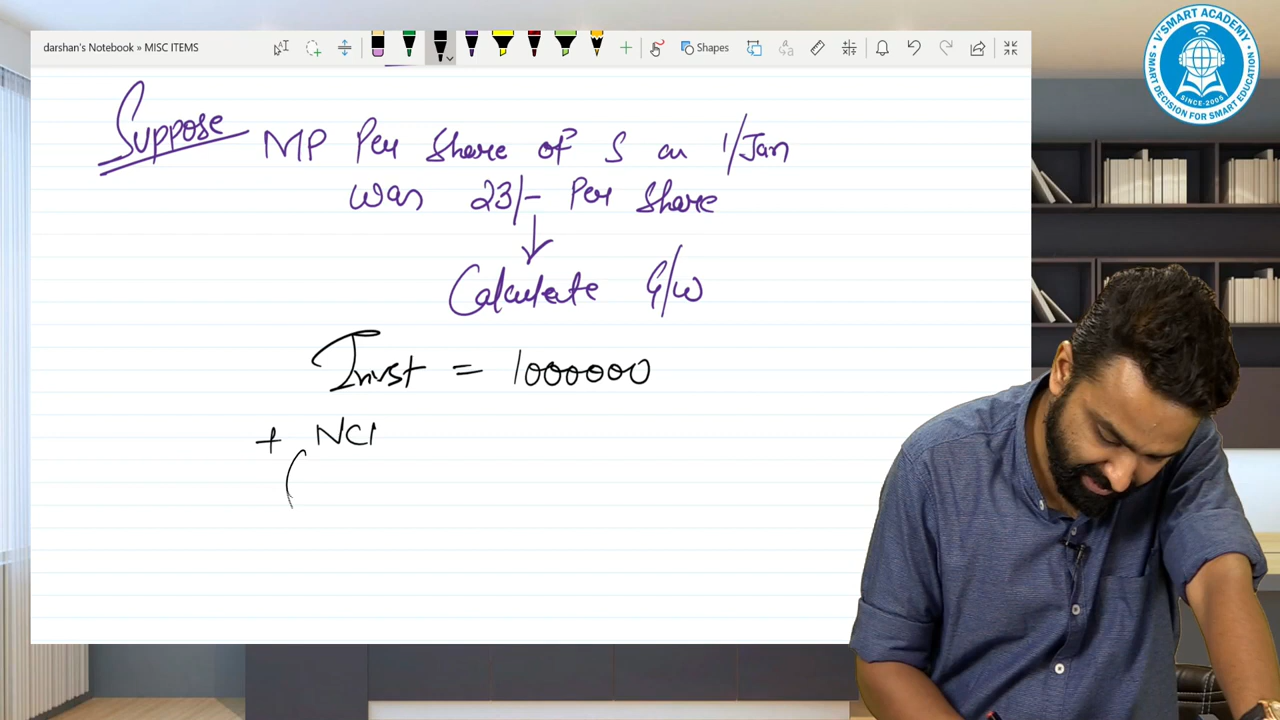 darshan's Notebook » MISC ITEMS
Shapes
V'SMART ACADEMY
SINCE-2005
SMART DECISION FOR SMART EDUCATION
Suppose MP Per Share of S on 1/Jan
was 23/- Per Share
Calculate G/W
Invst = 1000000
+ NCI
(